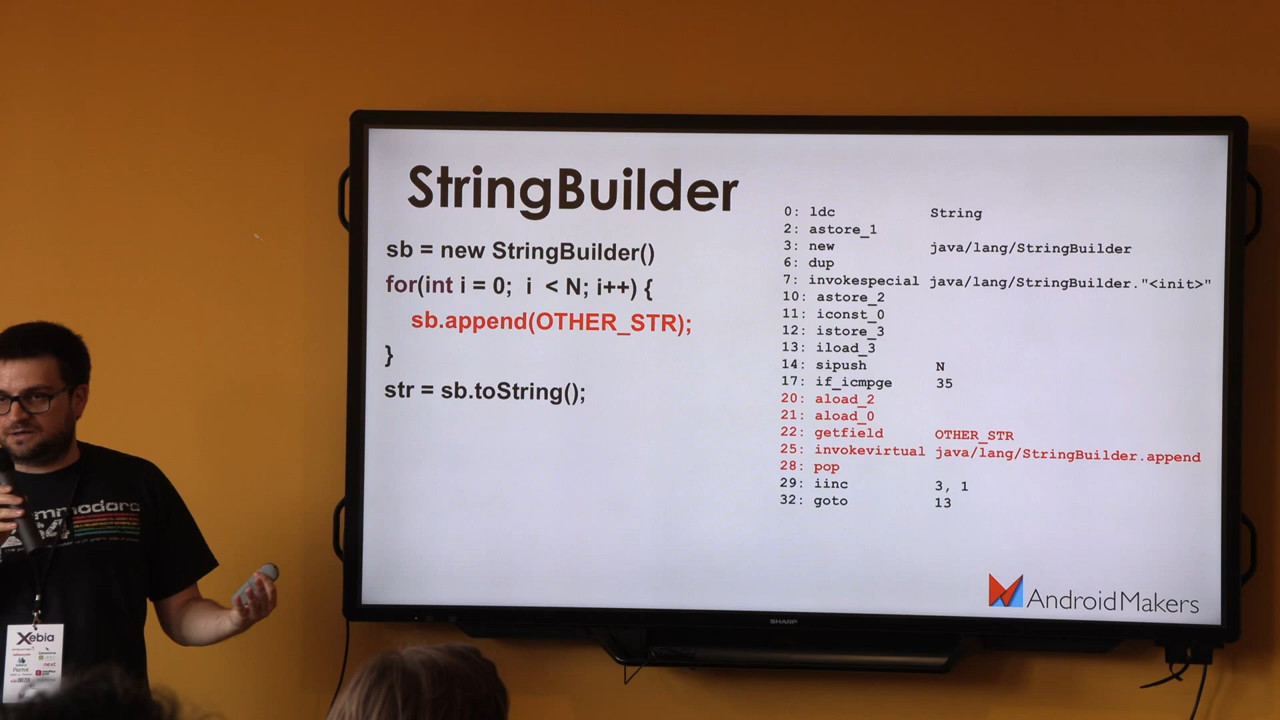 StringBuilder
sb = new StringBuilder()
for(int i = 0; i < N; i++) {
sb.append(OTHER_STR);
}
str = sb.toString();
0: ldc String
2: astore_1
3: new java/lang/StringBuilder
6: dup
7: invokespecial java/lang/StringBuilder."<init>"
10: astore_2
11: iconst_0
12: istore_3
13: iload_3
14: sipush N
17: if_icmpge 35
20: aload_2
21: aload_0
22: getfield OTHER_STR
25: invokevirtual java/lang/StringBuilder.append
28: pop
29: iinc 3, 1
32: goto 13
AndroidMakers
SHARP
mmodore
64
Xebia